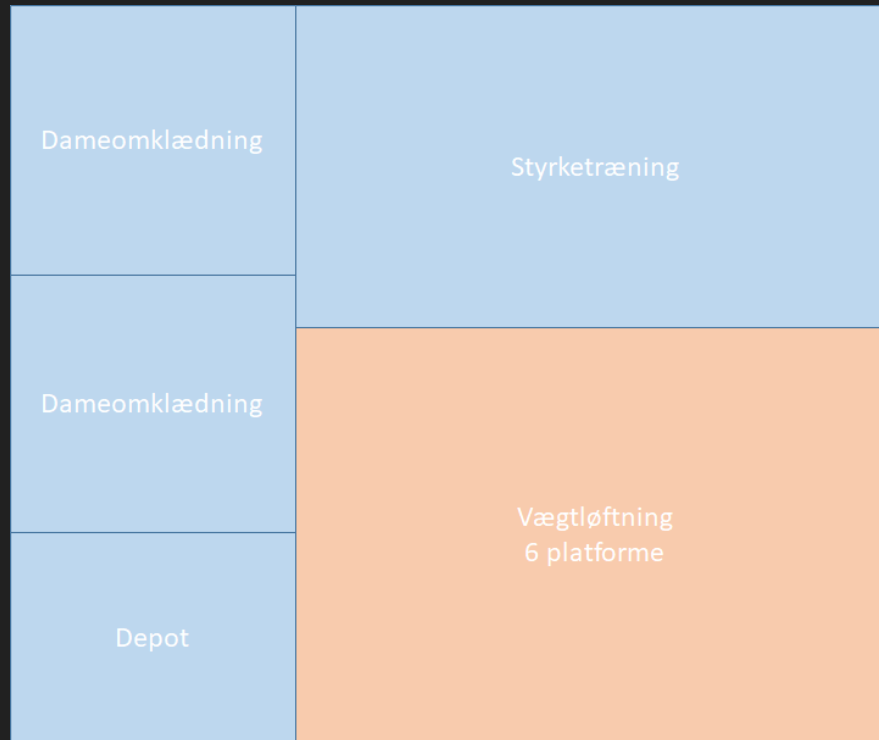 Dameomklædning
Styrketræning
Dameomklædning
Vægtløftning
6 platforme
Depot